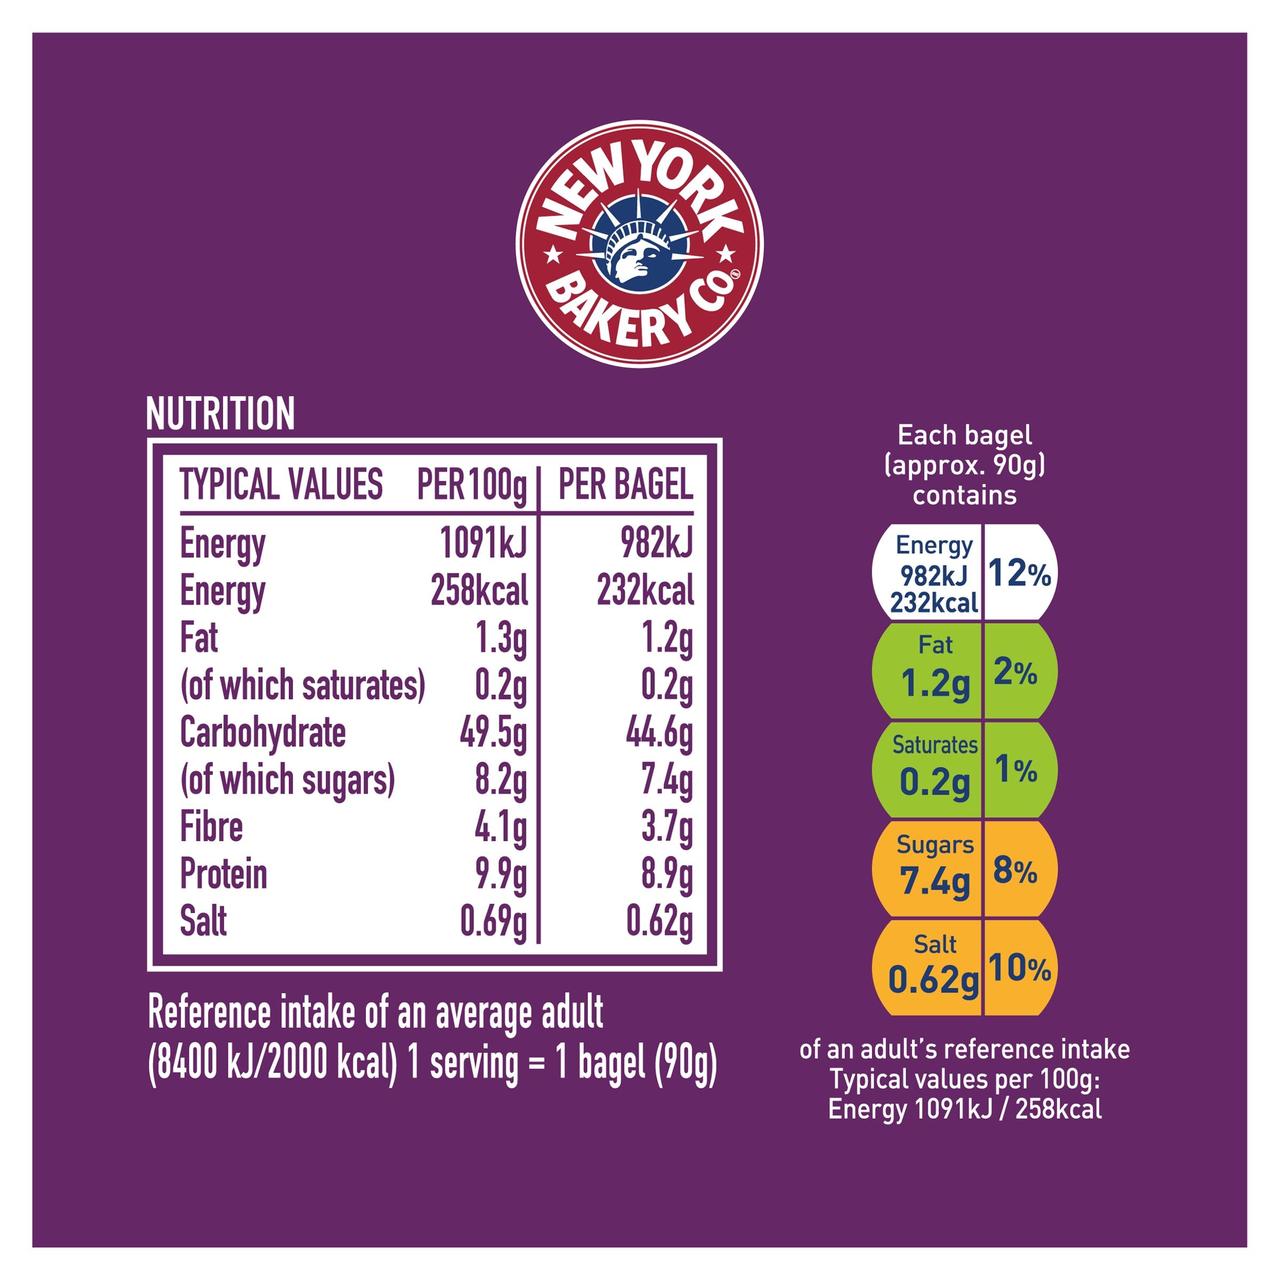 NEW YORK
BAKERY CO
NUTRITION
TYPICAL VALUES PER 100g PER BAGEL
Energy 1091kJ 982kJ
Energy 258kcal 232kcal
Fat 1.3g 1.2g
(of which saturates) 0.2g 0.2g
Carbohydrate 49.5g 44.6g
(of which sugars) 8.2g 7.4g
Fibre 4.1g 3.7g
Protein 9.9g 8.9g
Salt 0.69g 0.62g
Reference intake of an average adult
(8400 kJ/2000 kcal) 1 serving = 1 bagel (90g)
Each bagel
(approx. 90g)
contains
Energy
982kJ
232kcal
12%
Fat
1.2g
2%
Saturates
0.2g
1%
Sugars
7.4g
8%
Salt
0.62g
10%
of an adult's reference intake
Typical values per 100g:
Energy 1091kJ / 258kcal